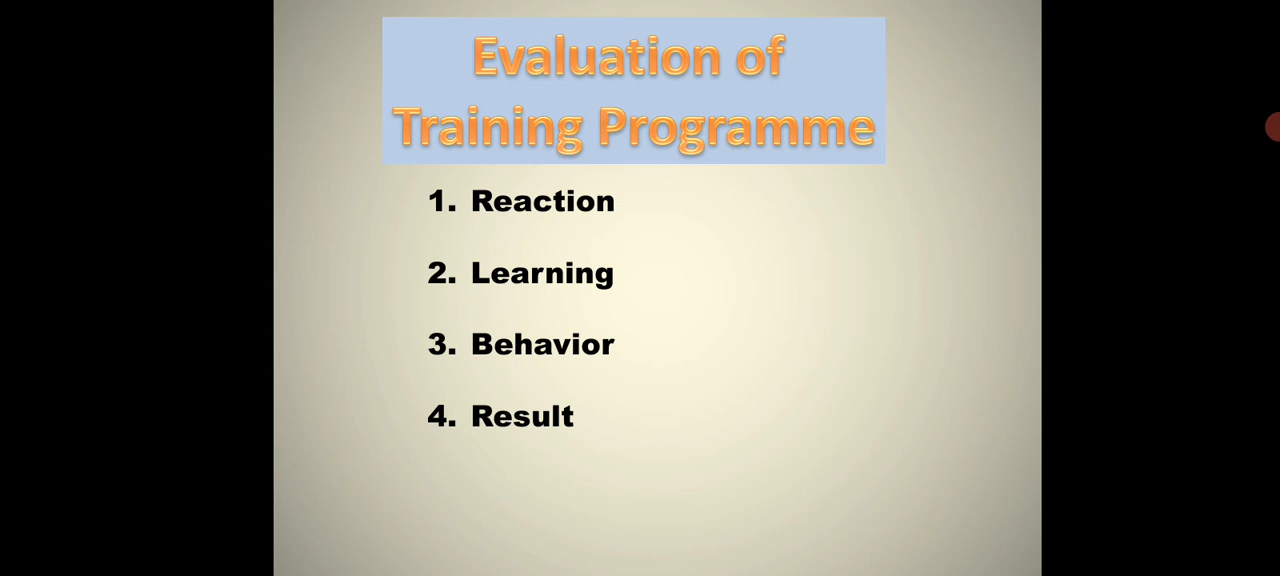 Evaluation of
Training Programme
1. Reaction
2. Learning
3. Behavior
4. Result